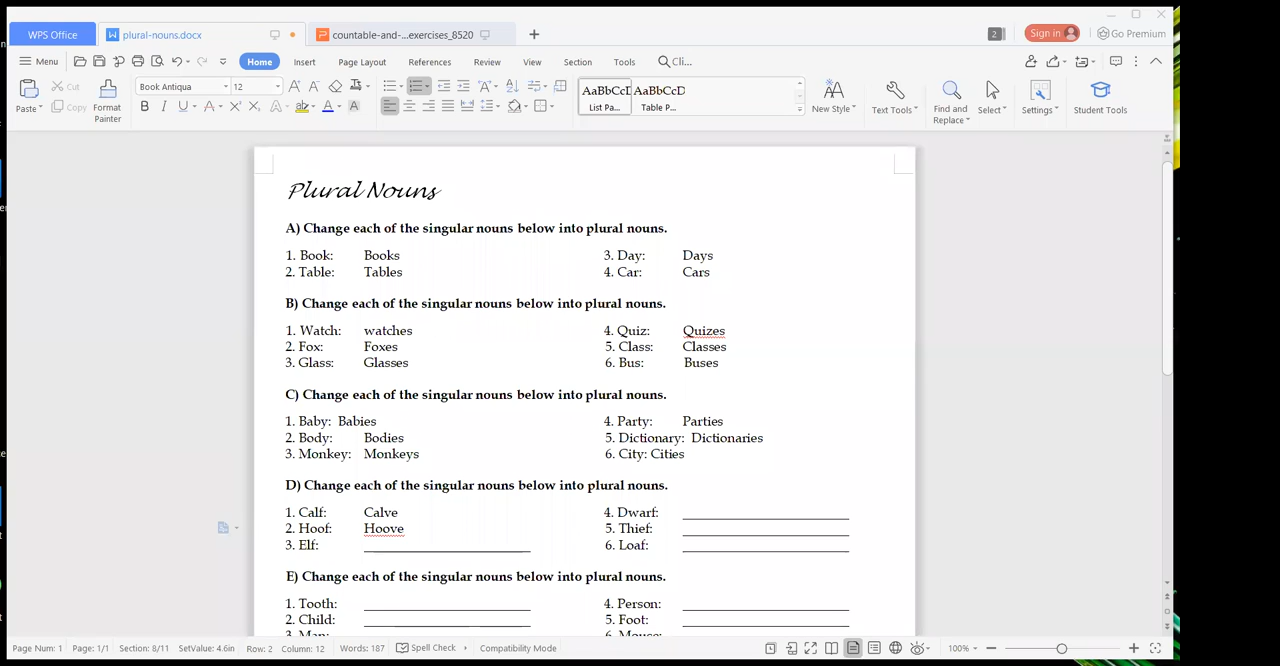 WPS Office plural-nouns.docx countable-and-...exercises_8520 2 Sign in Go Premium
Menu Home Insert Page Layout References Review View Section Tools Cli...
Paste Cut Copy Format Painter Book Antiqua 12 AaBbCcD AaBbCcD List Pa... Table P... New Style Text Tools Find and Replace Select Settings Student Tools
Plural Nouns
A) Change each of the singular nouns below into plural nouns.
1. Book: Books 3. Day: Days
2. Table: Tables 4. Car: Cars
B) Change each of the singular nouns below into plural nouns.
1. Watch: watches 4. Quiz: Quizes
2. Fox: Foxes 5. Class: Classes
3. Glass: Glasses 6. Bus: Buses
C) Change each of the singular nouns below into plural nouns.
1. Baby: Babies 4. Party: Parties
2. Body: Bodies 5. Dictionary: Dictionaries
3. Monkey: Monkeys 6. City: Cities
D) Change each of the singular nouns below into plural nouns.
1. Calf: Calve 4. Dwarf:
2. Hoof: Hoove 5. Thief:
3. Elf: 6. Loaf:
E) Change each of the singular nouns below into plural nouns.
1. Tooth: 4. Person:
2. Child: 5. Foot:
3. Man: 6. Mouse:
Page Num: 1 Page: 1/1 Section: 8/11 SetValue: 4.6in Row: 2 Column: 12 Words: 187 Spell Check Compatibility Mode 100%